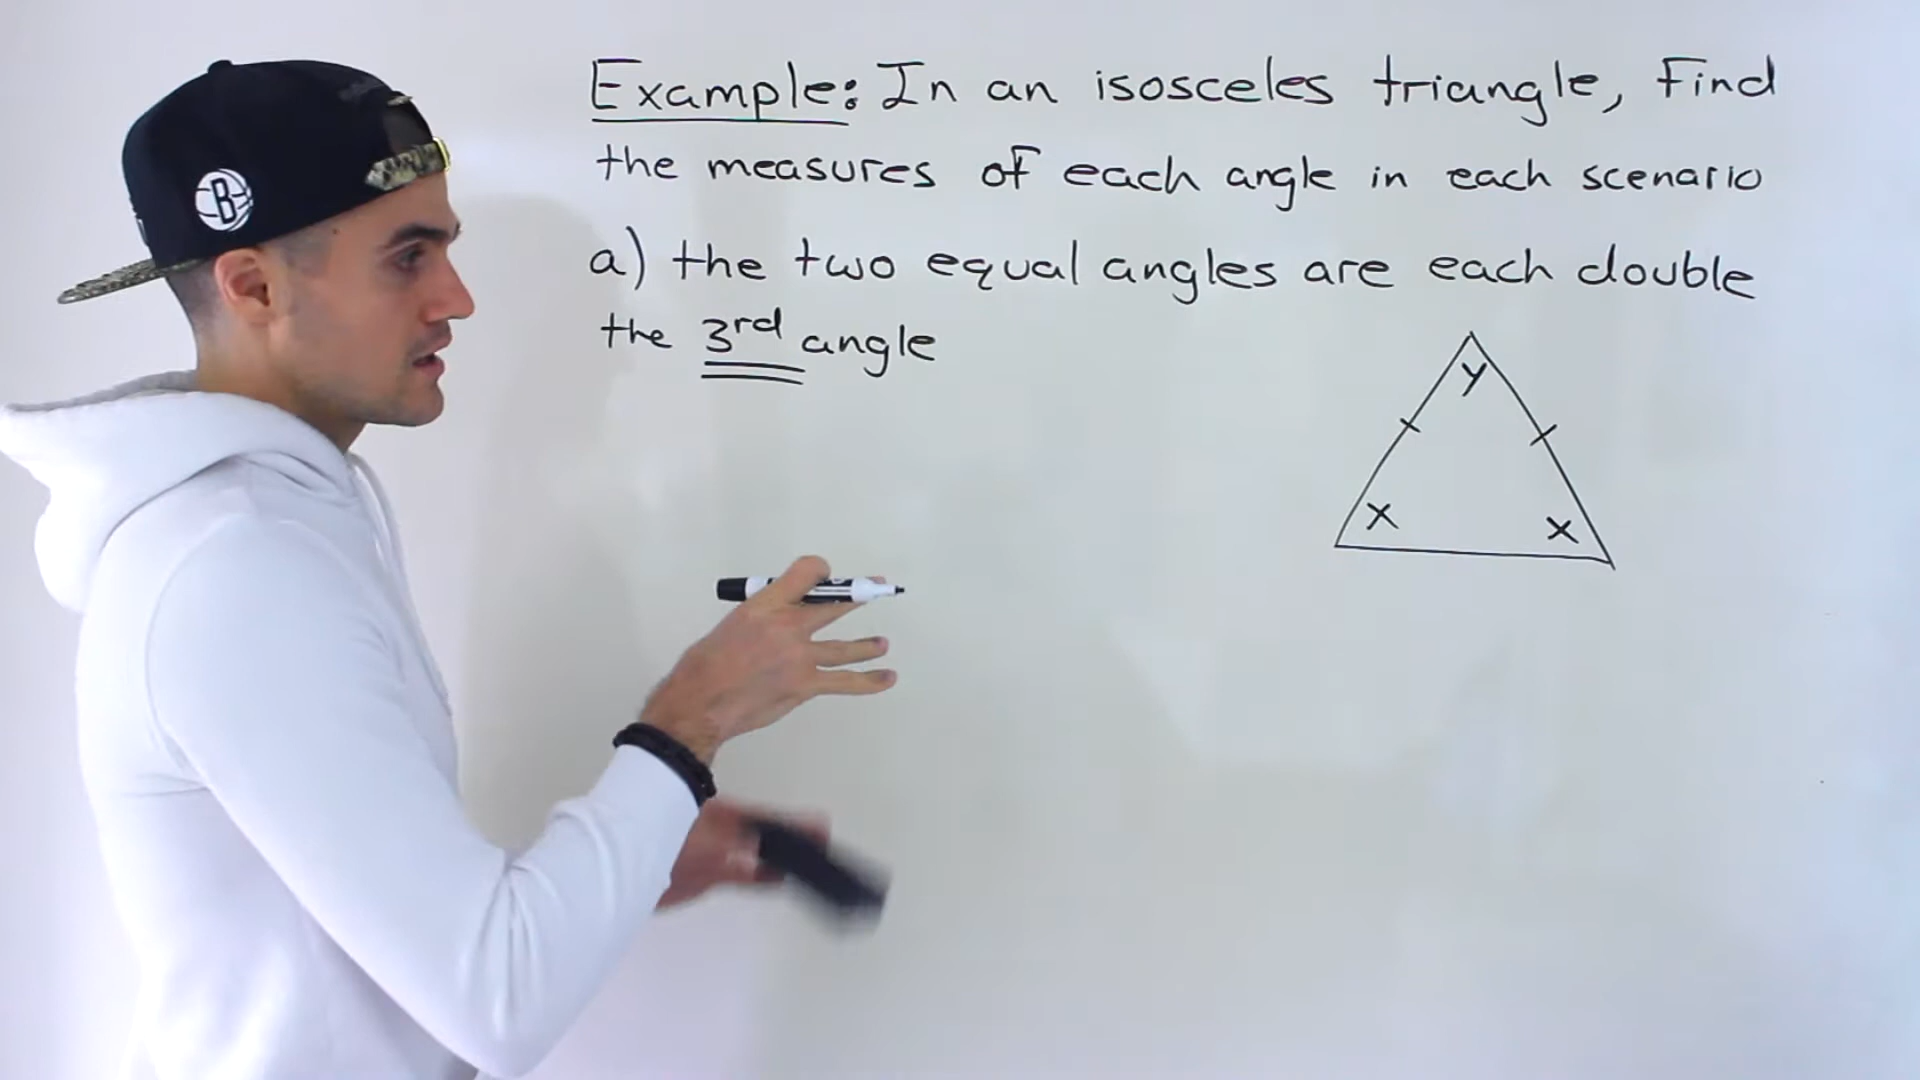 Example: In an isosceles triangle, Find
the measures of each angle in each scenario
a) the two equal angles are each double
the 3rd angle
y
x x
B